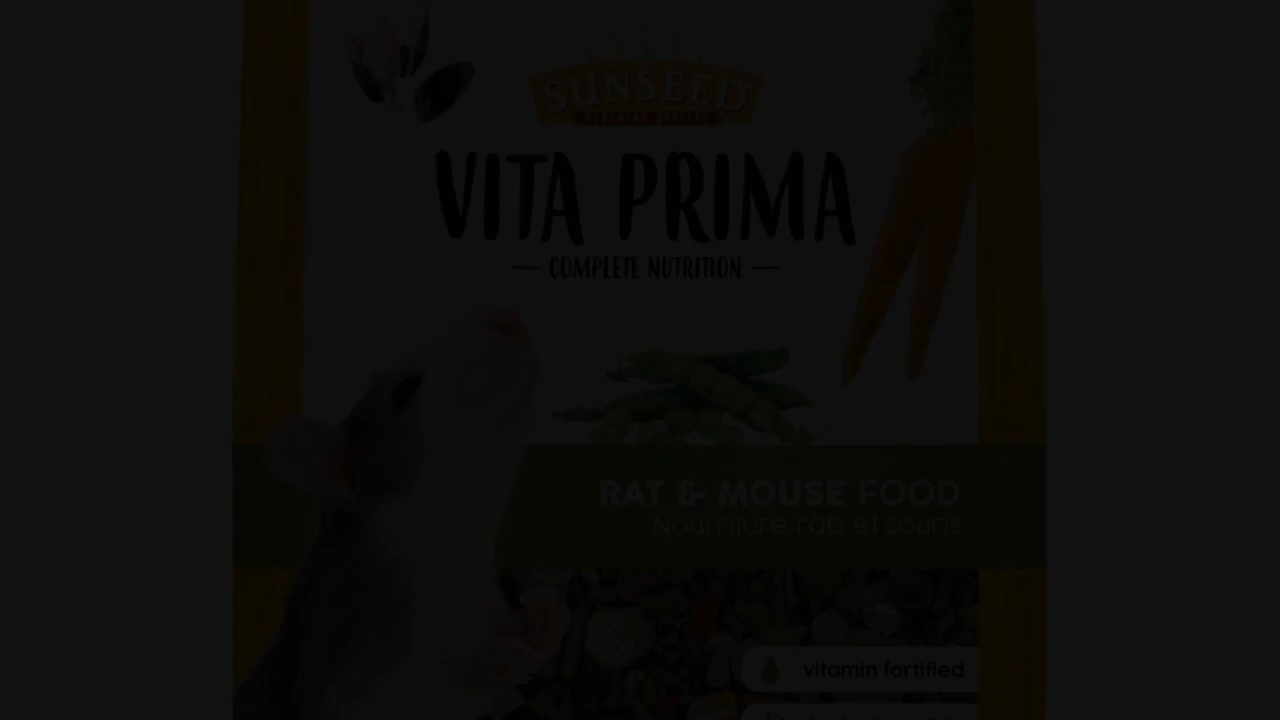 SUNSEED
VITA PRIMA
COMPLETE NUTRITION
RAT & MOUSE FOOD
Nourriture rats et souris
vitamin fortified